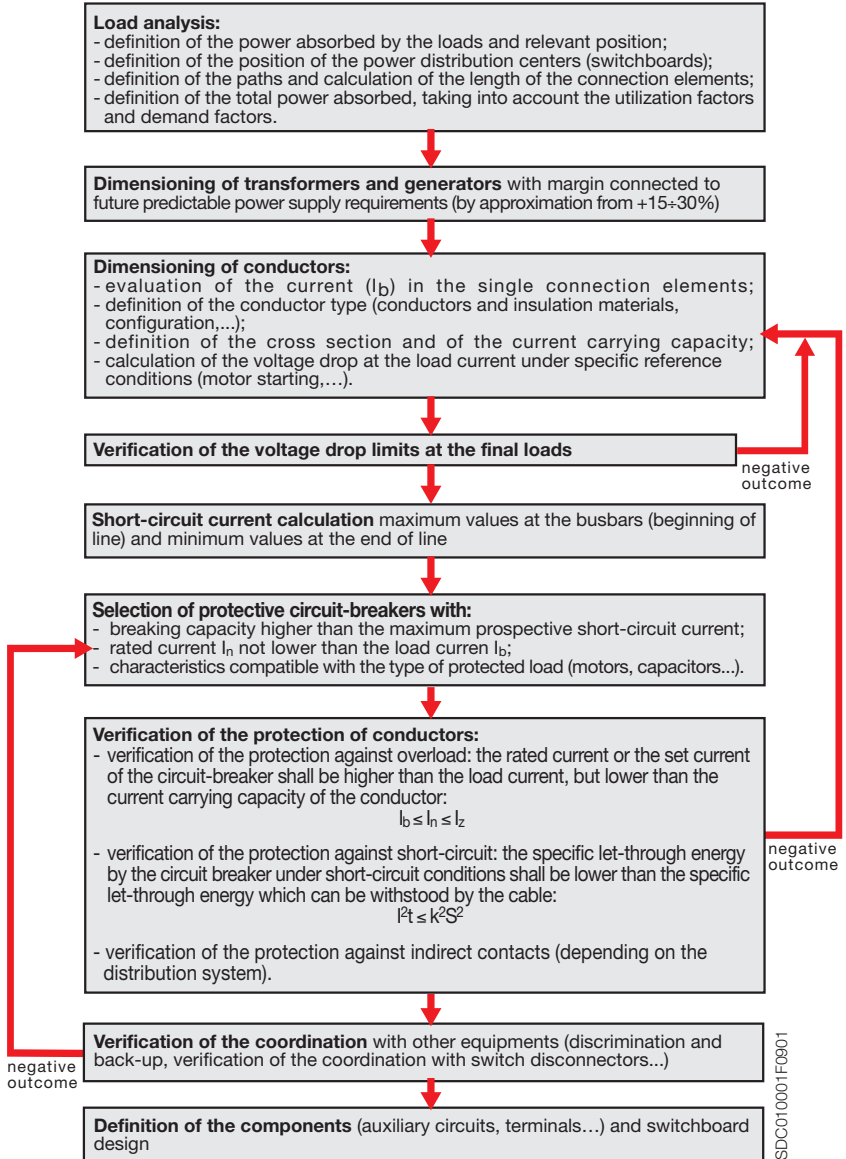 Load analysis:
- definition of the power absorbed by the loads and relevant position;
- definition of the position of the power distribution centers (switchboards);
- definition of the paths and calculation of the length of the connection elements;
- definition of the total power absorbed, taking into account the utilization factors
and demand factors.
Dimensioning of transformers and generators with margin connected to
future predictable power supply requirements (by approximation from +15÷30%)
Dimensioning of conductors:
- evaluation of the current (Ib) in the single connection elements;
- definition of the conductor type (conductors and insulation materials,
configuration,...);
- definition of the cross section and of the current carrying capacity;
- calculation of the voltage drop at the load current under specific reference
conditions (motor starting,…).
Verification of the voltage drop limits at the final loads
negative
outcome
Short-circuit current calculation maximum values at the busbars (beginning of
line) and minimum values at the end of line
Selection of protective circuit-breakers with:
- breaking capacity higher than the maximum prospective short-circuit current;
- rated current In not lower than the load curren Ib;
- characteristics compatible with the type of protected load (motors, capacitors...).
Verification of the protection of conductors:
- verification of the protection against overload: the rated current or the set current
of the circuit-breaker shall be higher than the load current, but lower than the
current carrying capacity of the conductor:
Ib ≤ In ≤ Iz
- verification of the protection against short-circuit: the specific let-through energy
by the circuit breaker under short-circuit conditions shall be lower than the specific
let-through energy which can be withstood by the cable:
I²t ≤ k²S²
- verification of the protection against indirect contacts (depending on the
distribution system).
negative
outcome
Verification of the coordination with other equipments (discrimination and
back-up, verification of the coordination with switch disconnectors...)
negative
outcome
Definition of the components (auxiliary circuits, terminals…) and switchboard
design
SDC010001F0901